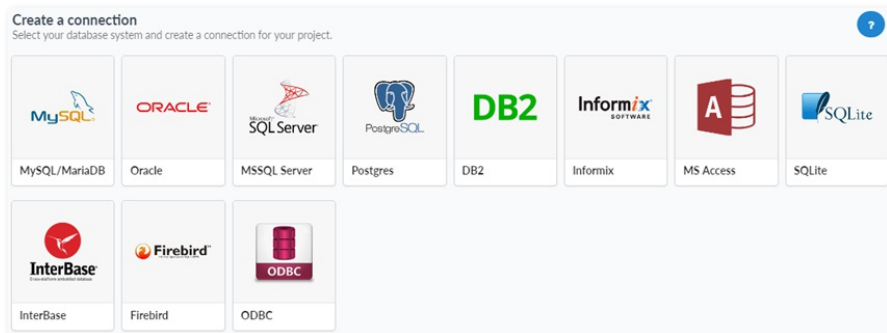 Create a connection
Select your database system and create a connection for your project.
?
MySQL
ORACLE
Microsoft
SQL Server
PostgreSQL
DB2
Informix
SOFTWARE
A
SQLite
MySQL/MariaDB
Oracle
MSSQL Server
Postgres
DB2
Informix
MS Access
SQLite
InterBase
Firebird
ODBC
InterBase
Firebird
ODBC